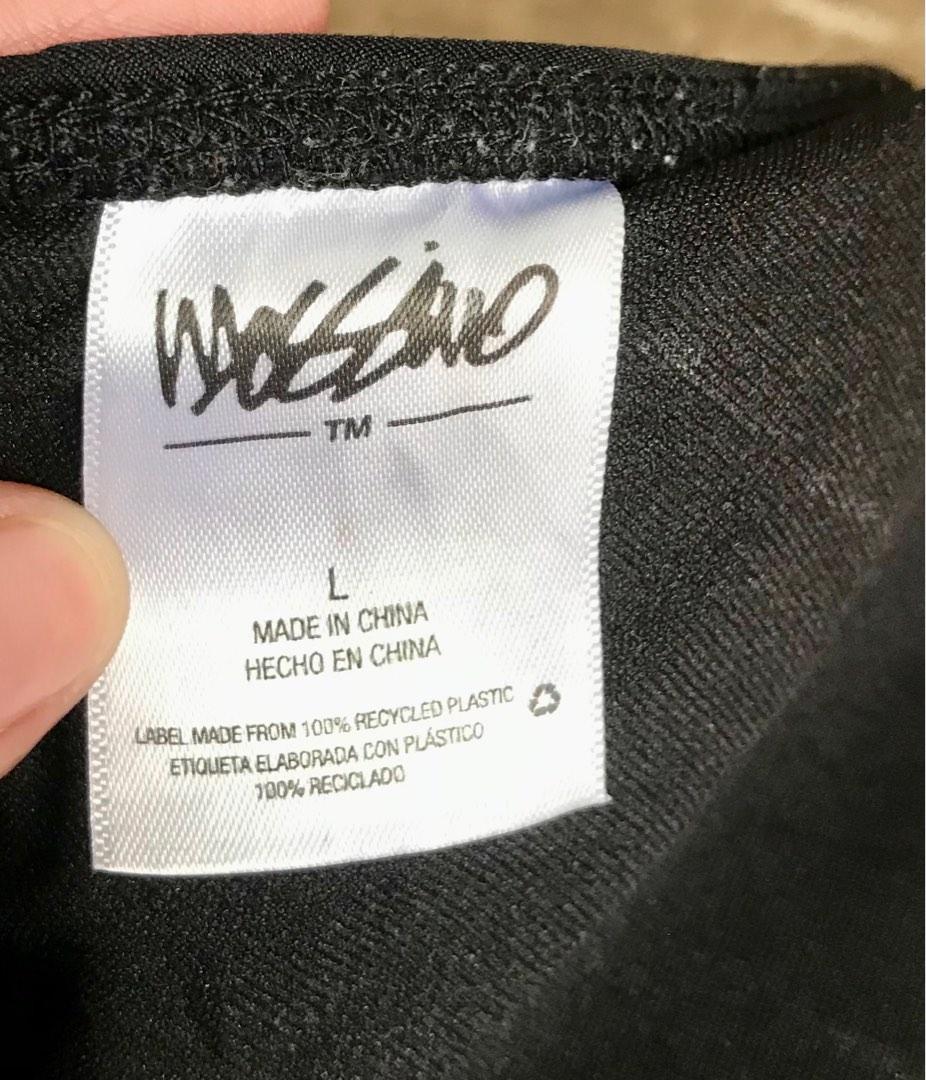 MOSSIMO
TM
L
MADE IN CHINA
HECHO EN CHINA
LABEL MADE FROM 100% RECYCLED PLASTIC
ETIQUETA ELABORADA CON PLÁSTICO
100% RECICLADO